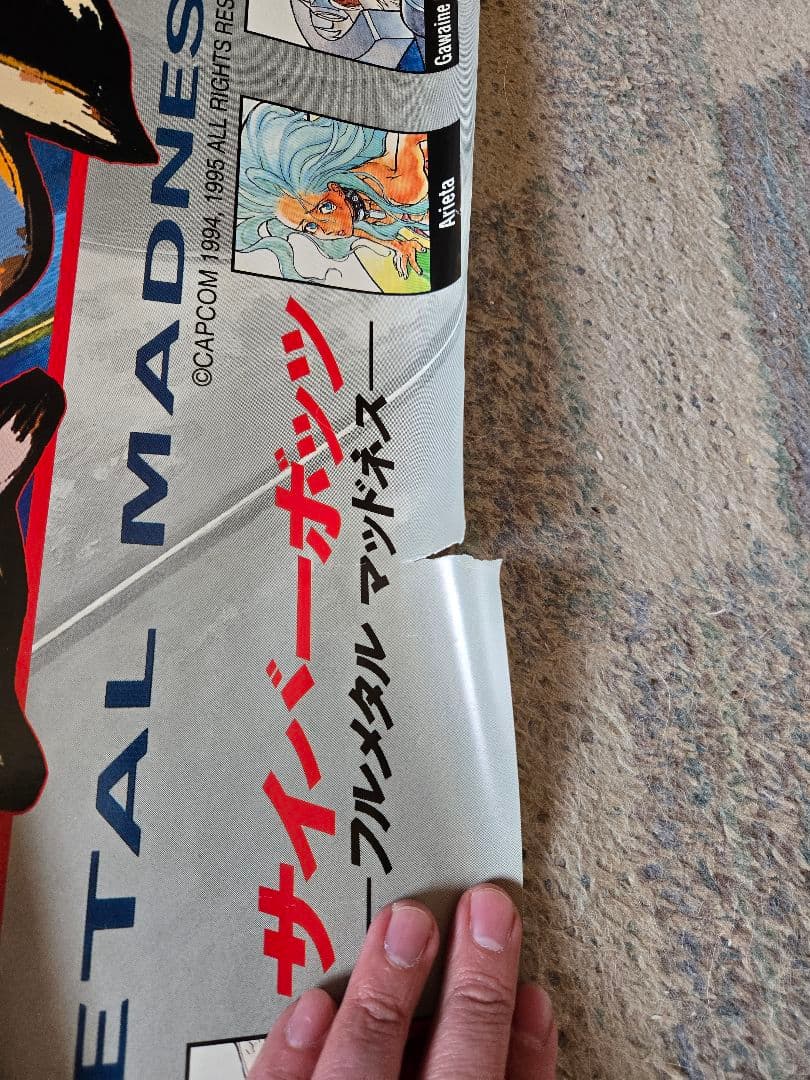 ETAL MADNES
©CAPCOM 1994, 1995 ALL RIGHTS RES
Gawaine
Arieta
サイバーボッツ
—フルメタル マッドネス—